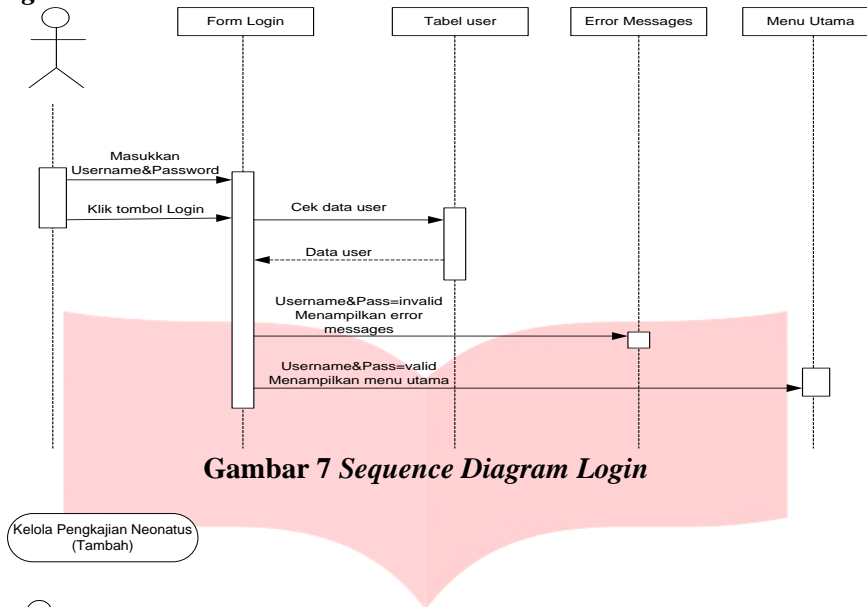 Form Login
Tabel user
Error Messages
Menu Utama
Masukkan
Username&Password
Klik tombol Login
Cek data user
Data user
Username&Pass=invalid
Menampilkan error
messages
Username&Pass=valid
Menampilkan menu utama
Gambar 7 Sequence Diagram Login
Kelola Pengkajian Neonatus
(Tambah)